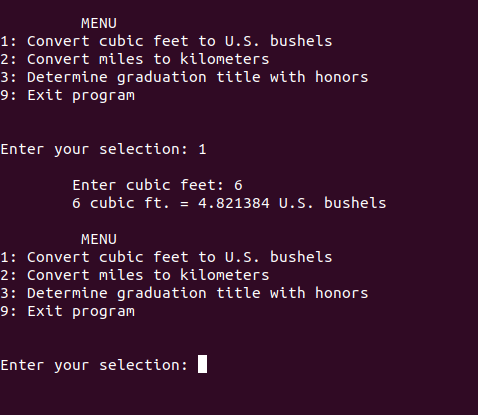 MENU
1: Convert cubic feet to U.S. bushels
2: Convert miles to kilometers
3: Determine graduation title with honors
9: Exit program
Enter your selection: 1
Enter cubic feet: 6
6 cubic ft. = 4.821384 U.S. bushels
MENU
1: Convert cubic feet to U.S. bushels
2: Convert miles to kilometers
3: Determine graduation title with honors
9: Exit program
Enter your selection: